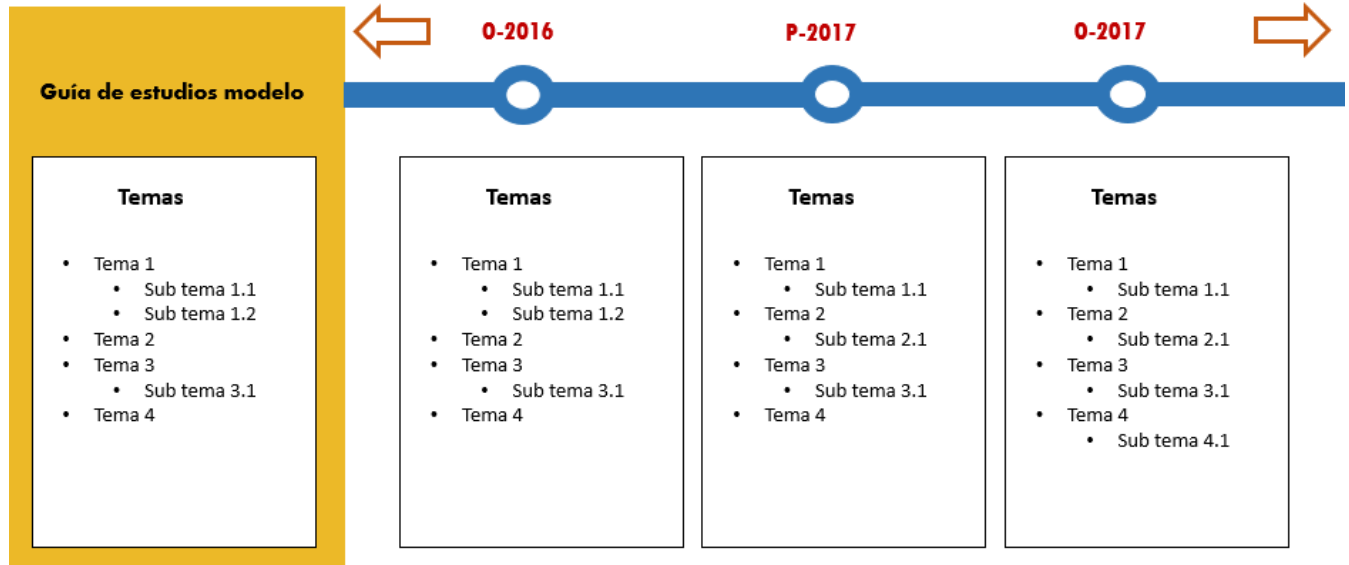 O-2016
P-2017
O-2017
Guía de estudios modelo
Temas
• Tema 1
• Sub tema 1.1
• Sub tema 1.2
• Tema 2
• Tema 3
• Sub tema 3.1
• Tema 4
Temas
• Tema 1
• Sub tema 1.1
• Sub tema 1.2
• Tema 2
• Tema 3
• Sub tema 3.1
• Tema 4
Temas
• Tema 1
• Sub tema 1.1
• Tema 2
• Sub tema 2.1
• Tema 3
• Sub tema 3.1
• Tema 4
Temas
• Tema 1
• Sub tema 1.1
• Tema 2
• Sub tema 2.1
• Tema 3
• Sub tema 3.1
• Tema 4
• Sub tema 4.1